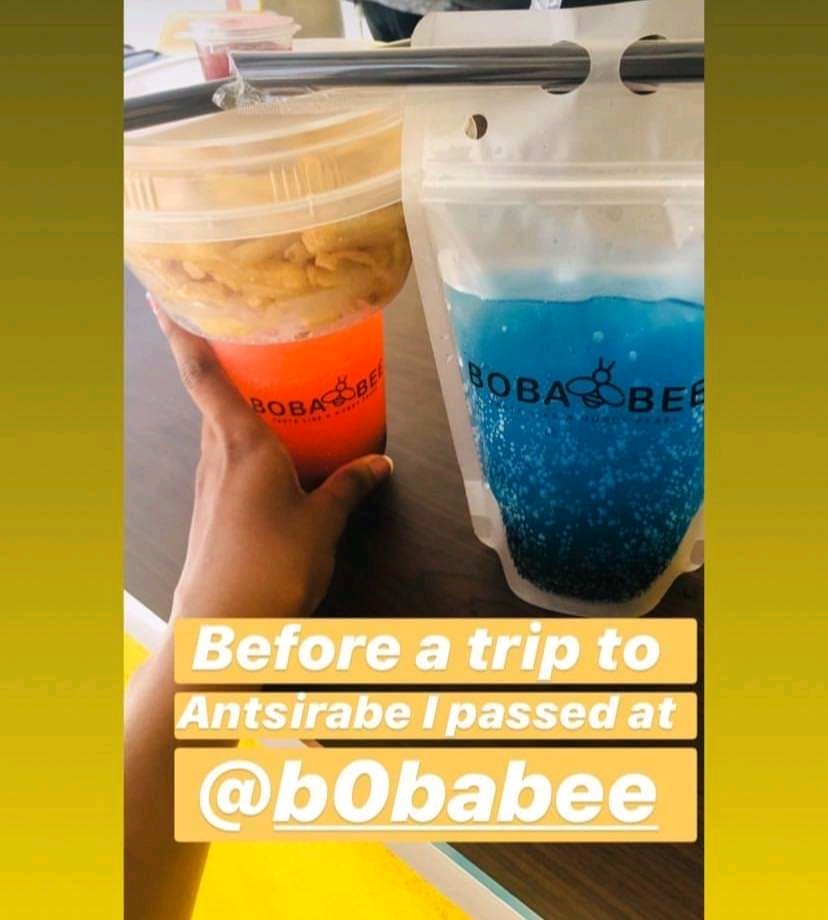 BOBA BEE
BOBA BEE
Before a trip to
Antsirabe I passed at
@b0babee